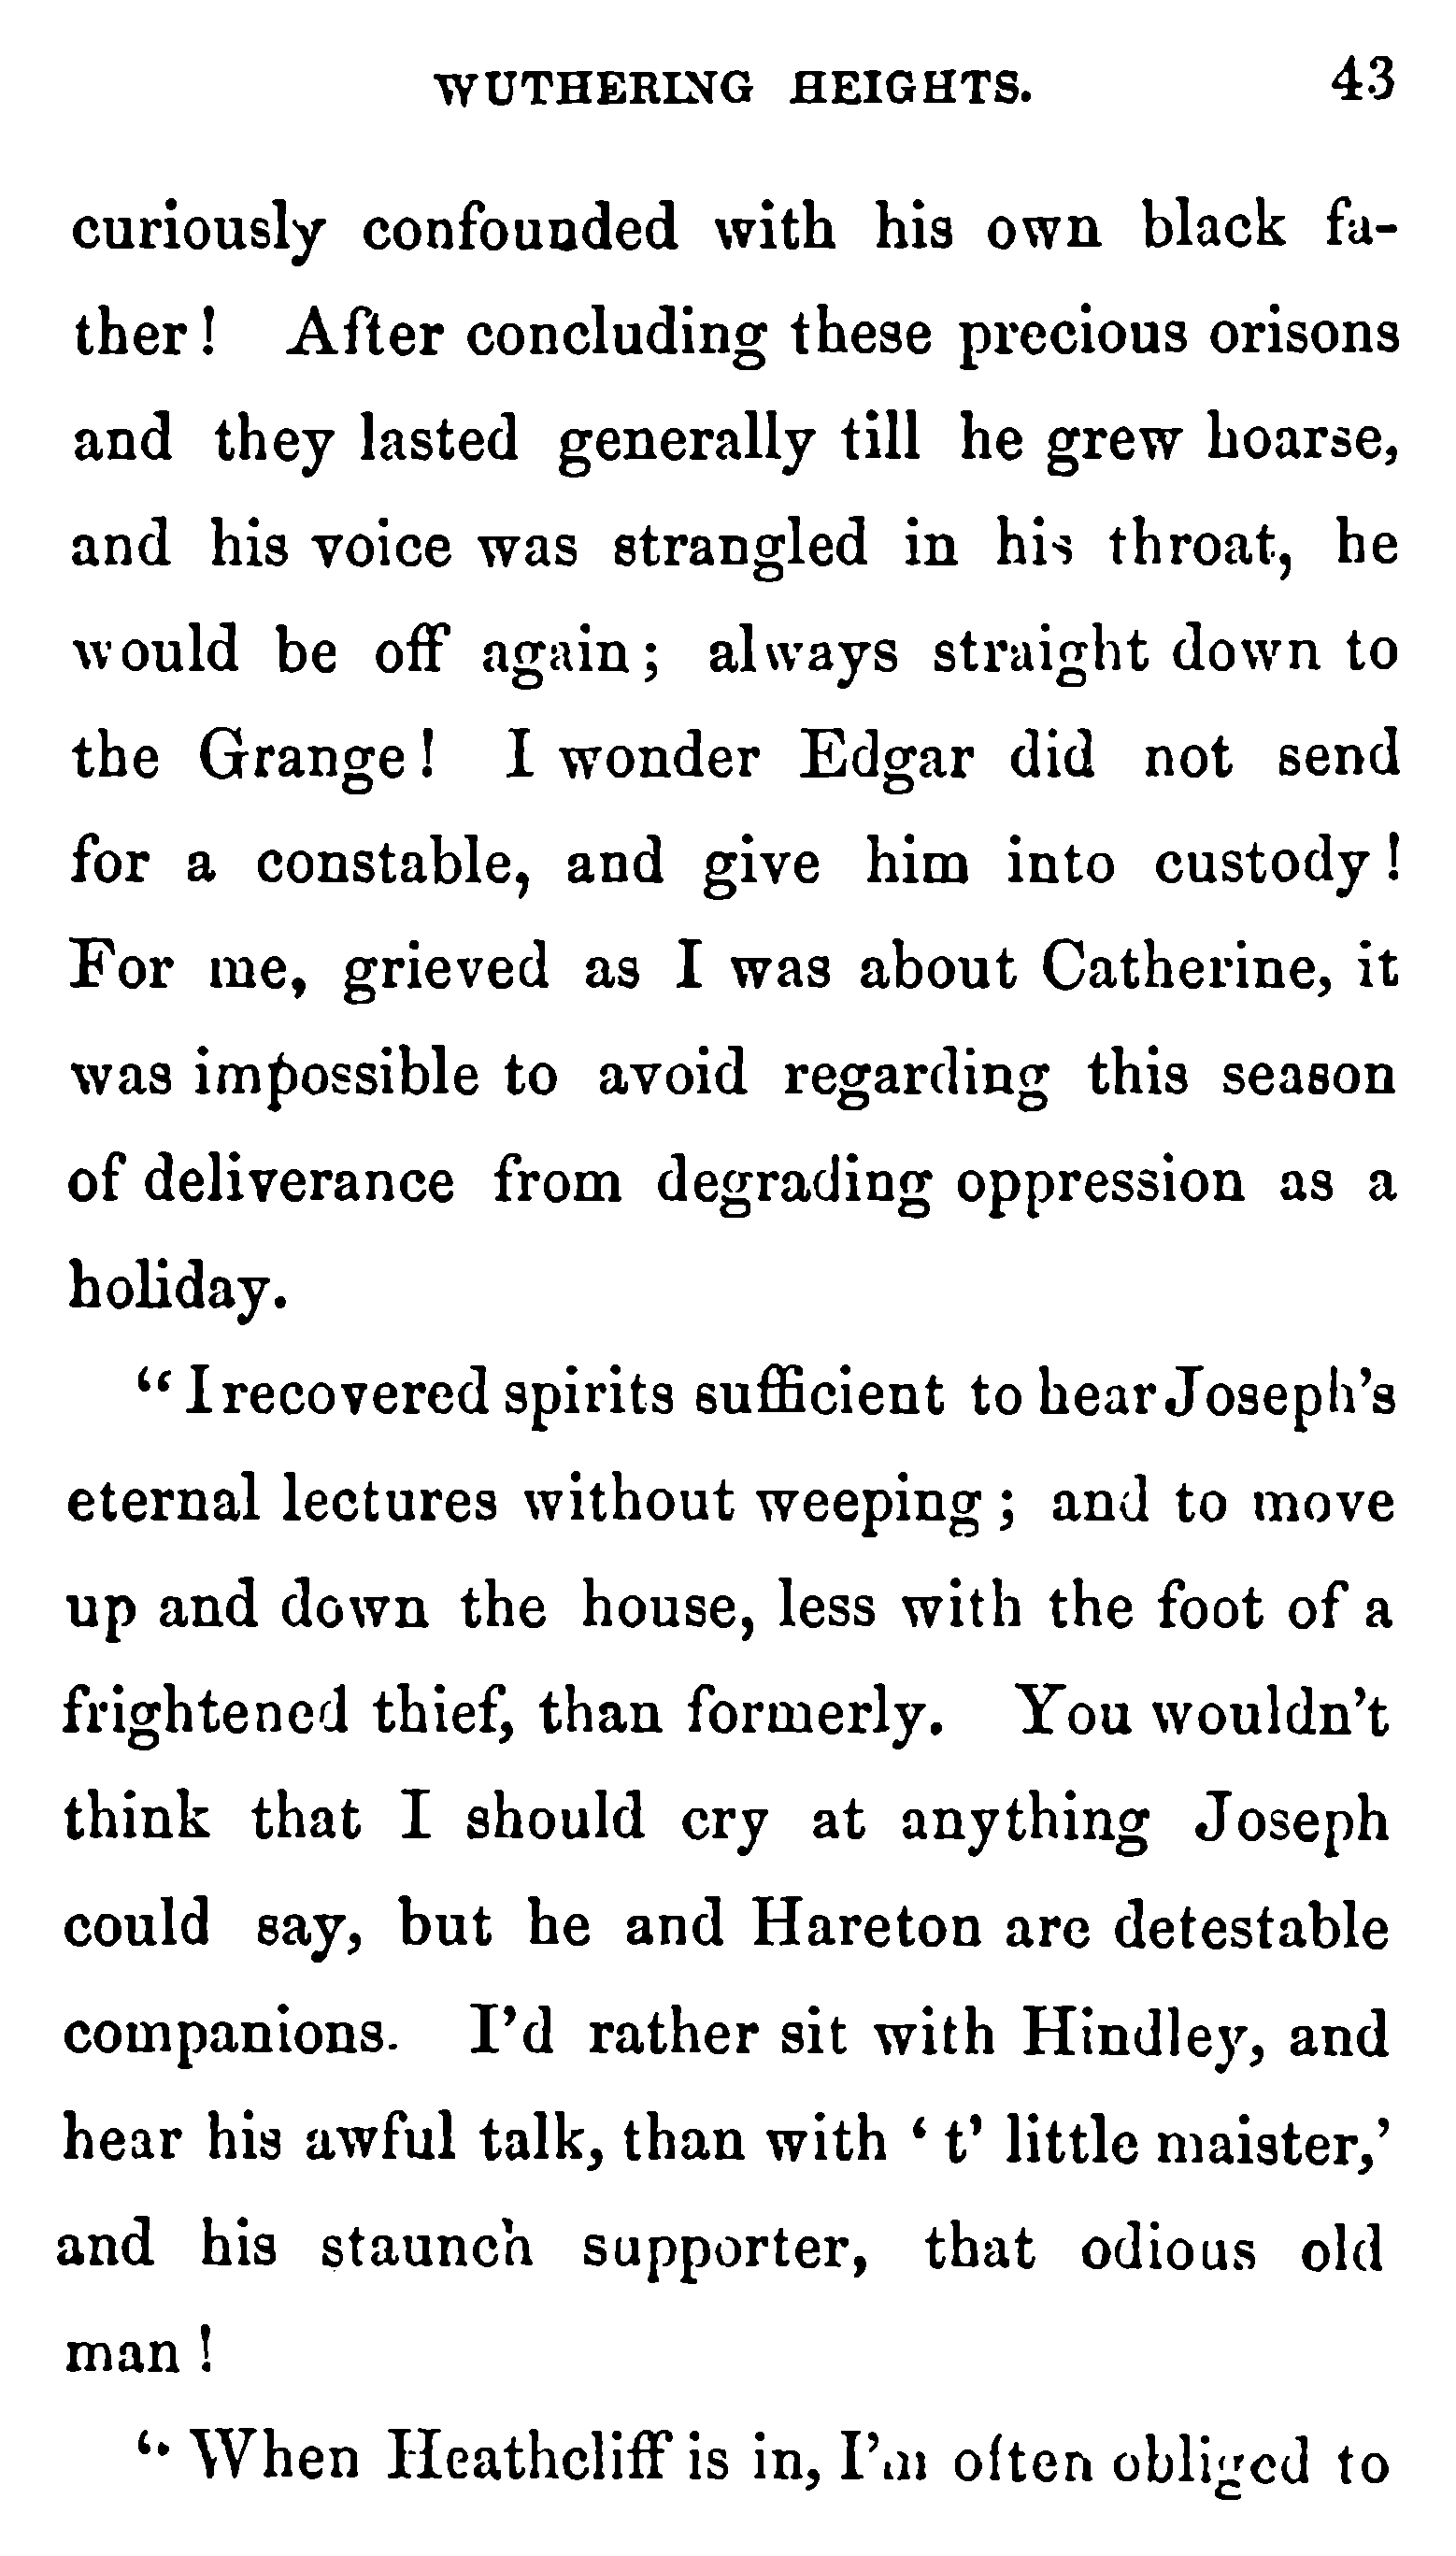 WUTHERING HEIGHTS. 43
curiously confounded with his own black fa-
ther! After concluding these precious orisons
and they lasted generally till he grew hoarse,
and his voice was strangled in his throat, he
would be off again; always straight down to
the Grange! I wonder Edgar did not send
for a constable, and give him into custody!
For me, grieved as I was about Catherine, it
was impossible to avoid regarding this season
of deliverance from degrading oppression as a
holiday.
"I recovered spirits sufficient to hear Joseph's
eternal lectures without weeping; and to move
up and down the house, less with the foot of a
frightened thief, than formerly. You wouldn't
think that I should cry at anything Joseph
could say, but he and Hareton are detestable
companions. I'd rather sit with Hindley, and
hear his awful talk, than with 't' little maister,'
and his staunch supporter, that odious old
man!
"When Heathcliff is in, I'm often obliged to